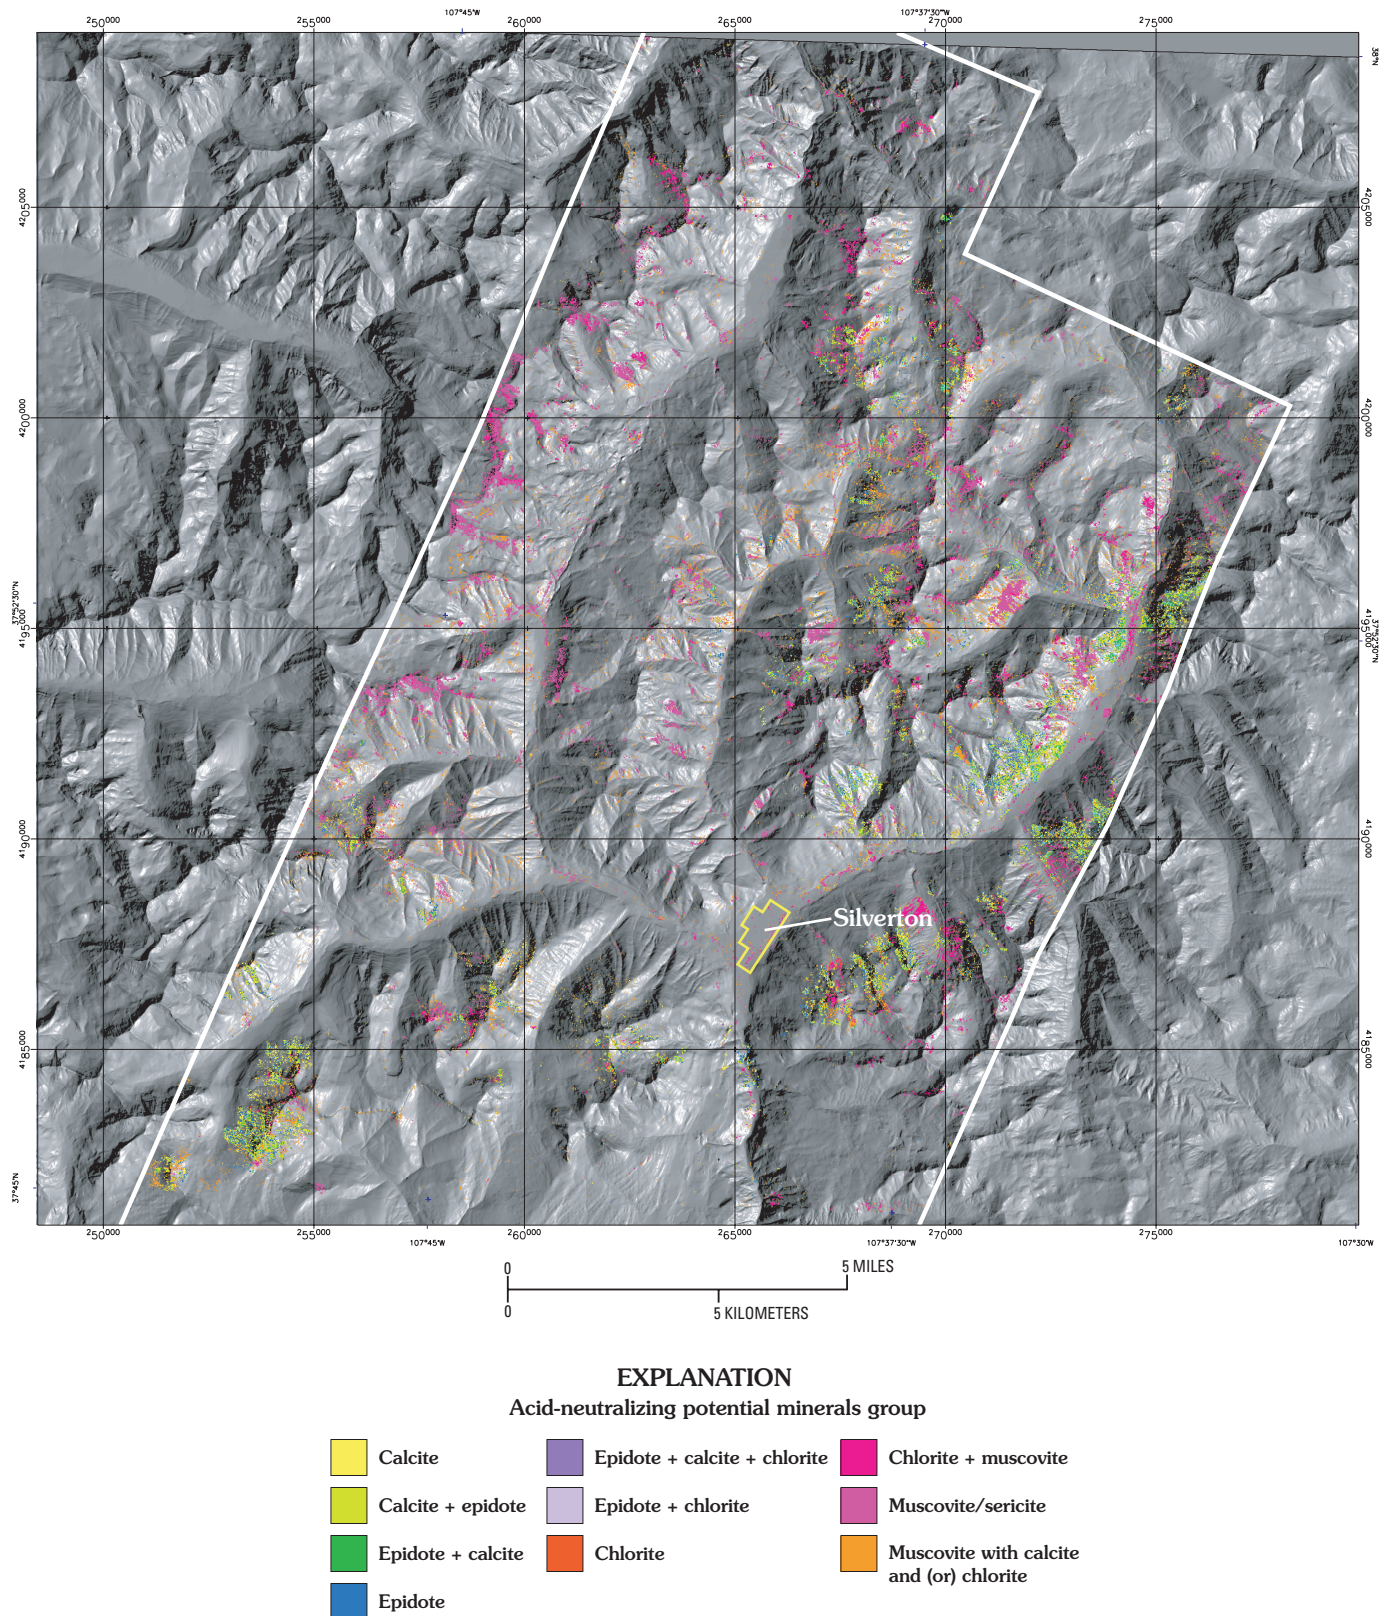 107°45'W 107°37'30"W
250000 255000 260000 265000 270000 275000
38°N
4205000 4205000
4200000 4200000
37°52'30"N 4195000 4195000 37°52'30"N
4190000 4190000
Silverton
4185000 4185000
37°45'N
250000 255000 260000 265000 270000 275000
107°45'W 107°37'30"W 107°30'W
0 5 MILES
0 5 KILOMETERS
EXPLANATION
Acid-neutralizing potential minerals group
Calcite
Calcite + epidote
Epidote + calcite
Epidote
Epidote + calcite + chlorite
Epidote + chlorite
Chlorite
Chlorite + muscovite
Muscovite/sericite
Muscovite with calcite
and (or) chlorite